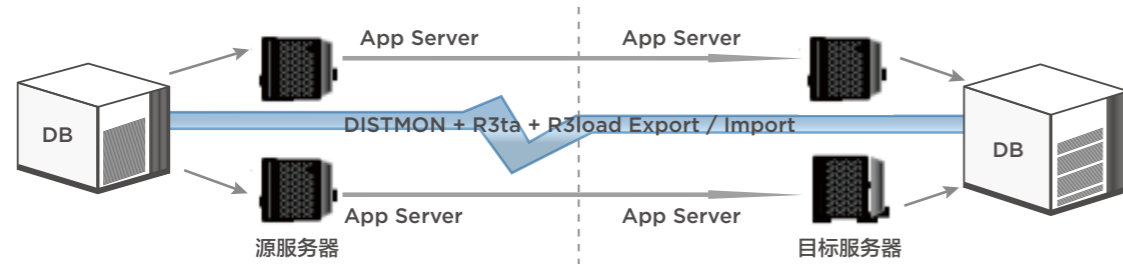 App Server
App Server
DB
DISTMON + R3ta + R3load Export / Import
DB
App Server
App Server
源服务器
目标服务器